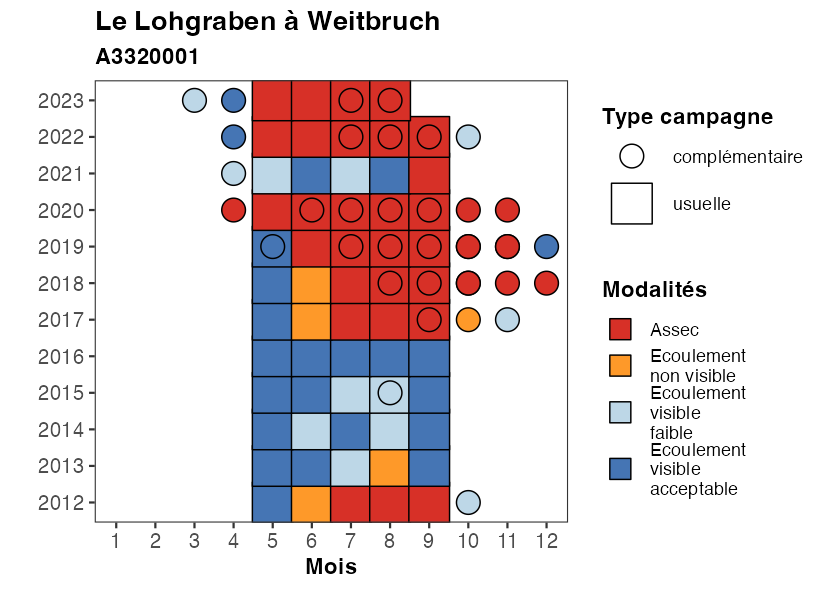 Le Lohgraben à Weitbruch
A3320001
2023
2022
2021
2020
2019
2018
2017
2016
2015
2014
2013
2012
1 2 3 4 5 6 7 8 9 10 11 12
Mois
Type campagne
complémentaire
usuelle
Modalités
Assec
Ecoulement
non visible
Ecoulement
visible
faible
Ecoulement
visible
acceptable